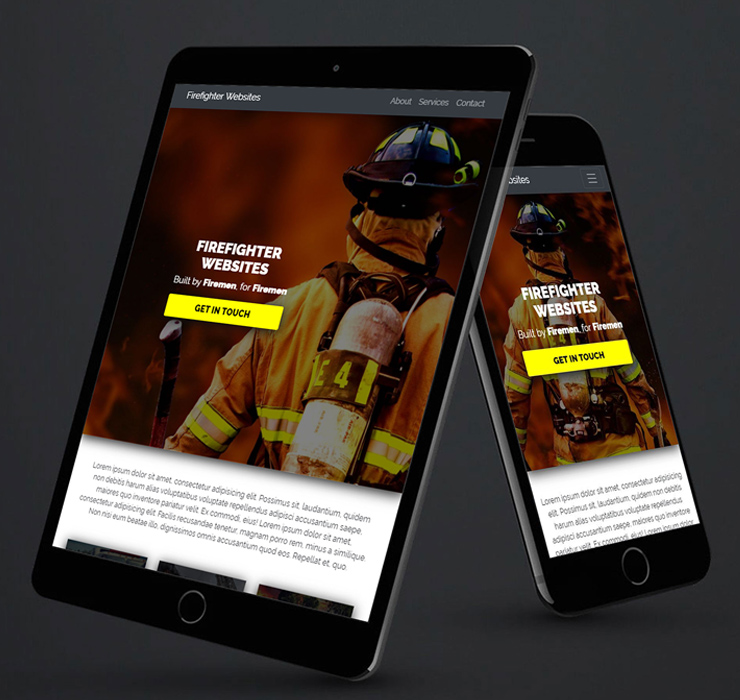 Firefighter Websites
About Services Contact
FIREFIGHTER
WEBSITES
Built by Firemen, for Firemen
GET IN TOUCH
E 4
Lorem ipsum dolor sit amet, consectetur adipisicing elit. Possimus sit, laudantium, quidem
non debitis harum alias voluptatibus voluptate repellendus adipisci accusantium saepe,
maiores quo inventore pariatur velit. Ex commodi, eius! Lorem ipsum dolor sit amet,
consectetur adipisicing elit. Facilis recusandae tenetur, magnam porro rem, minus a similique.
Non nisi eum beatae illo, dignissimos omnis accusantium quod eos. Repellat et, quo.
bsites
FIREFIGHTER
WEBSITES
Built by Firemen, for Firemen
GET IN TOUCH
Lorem ipsum dolor sit amet, consectetur adipisicing
elit. Possimus sit, laudantium, quidem non debitis
harum alias voluptatibus voluptate repellendus
adipisci accusantium saepe, maiores quo inventore
pariatur velit. Ex commodi, eius! Lorem ipsum dolor